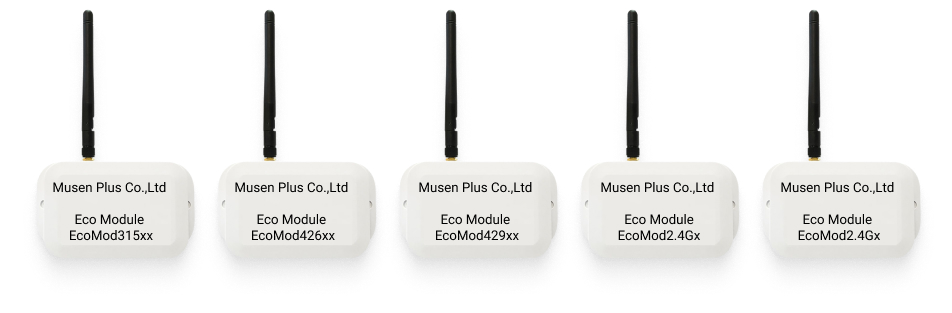 Musen Plus Co.,Ltd
Eco Module
EcoMod315xx
Musen Plus Co.,Ltd
Eco Module
EcoMod426xx
Musen Plus Co.,Ltd
Eco Module
EcoMod429xx
Musen Plus Co.,Ltd
Eco Module
EcoMod2.4Gx
Musen Plus Co.,Ltd
Eco Module
EcoMod2.4Gx